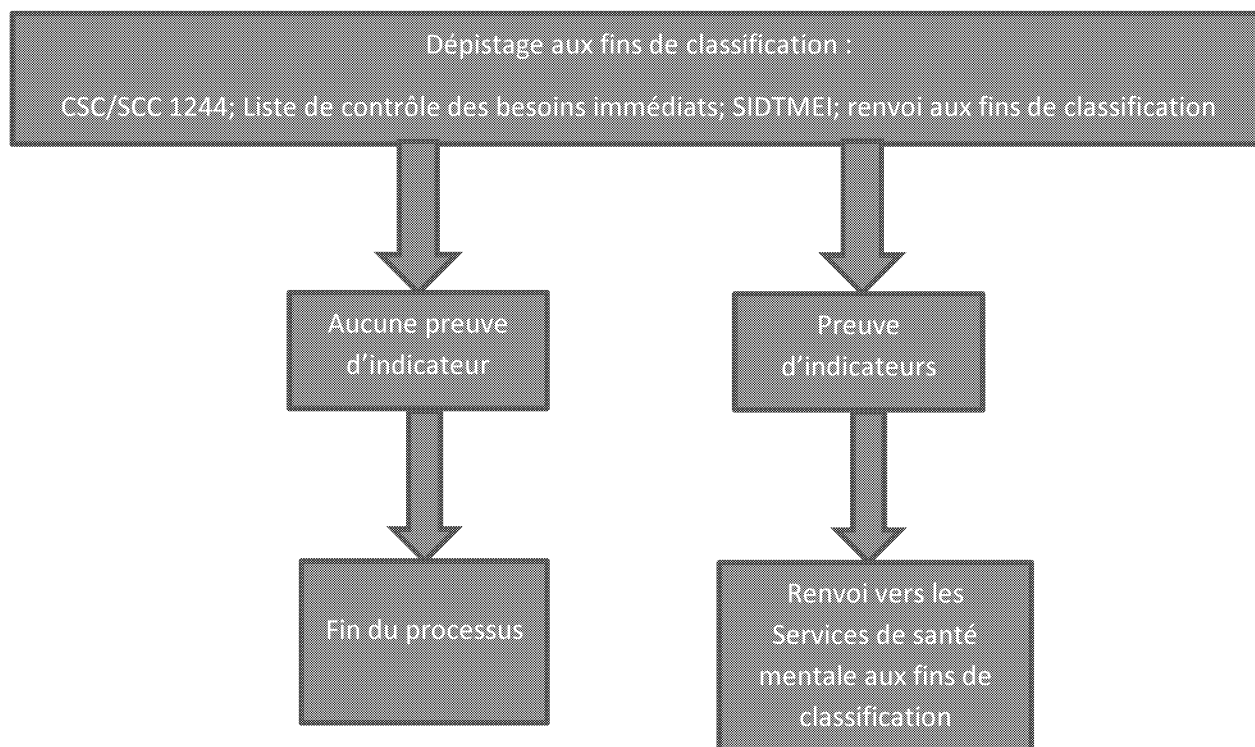 Dépistage aux fins de classification :
CSC/SCC 1244; Liste de contrôle des besoins immédiats; SIDTMEI; renvoi aux fins de classification
Aucune preuve
d'indicateur
Preuve
d'indicateurs
Fin du processus
Renvoi vers les
Services de santé
mentale aux fins de
classification